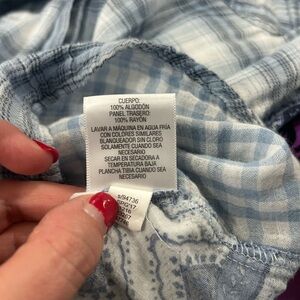 CUERPO:
100% ALGODÓN
PANEL TRASERO:
100% RAYÓN
LAVAR A MÁQUINA EN AGUA FRÍA
CON COLORES SIMILARES
BLANQUEADOR SIN CLORO
SOLAMENTE CUANDO SEA
NECESARIO
SECAR EN SECADORA A
TEMPERATURA BAJA
PLANCHA TIBIA CUANDO SEA
NECESARIO